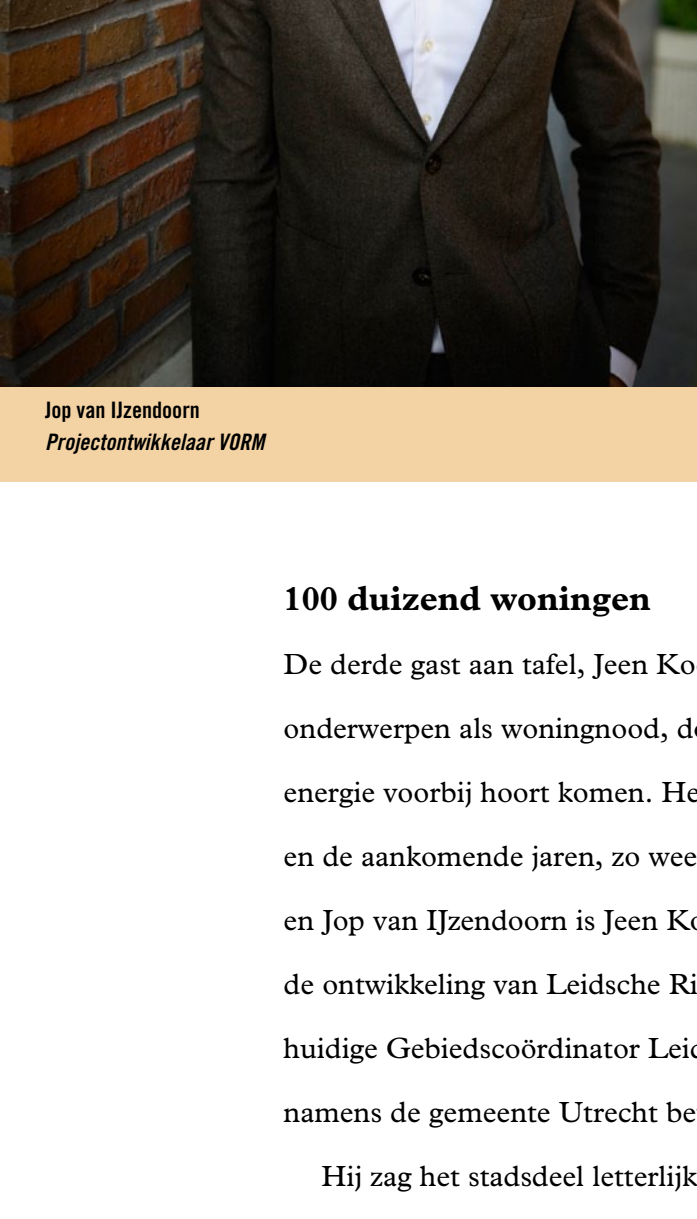 Jop van IJzendoorn
Projectontwikkelaar VORM
100 duizend woningen
De derde gast aan tafel, Jeen
onderwerpen als woningnood,
energie voorbij hoort komen.
en de aankomende jaren, zo
en Jop van IJzendoorn is Jeen
de ontwikkeling van Leidsche
huidige Gebiedscoördinator
namens de gemeente Utrecht
Hij zag het stadsdeel letterlijk